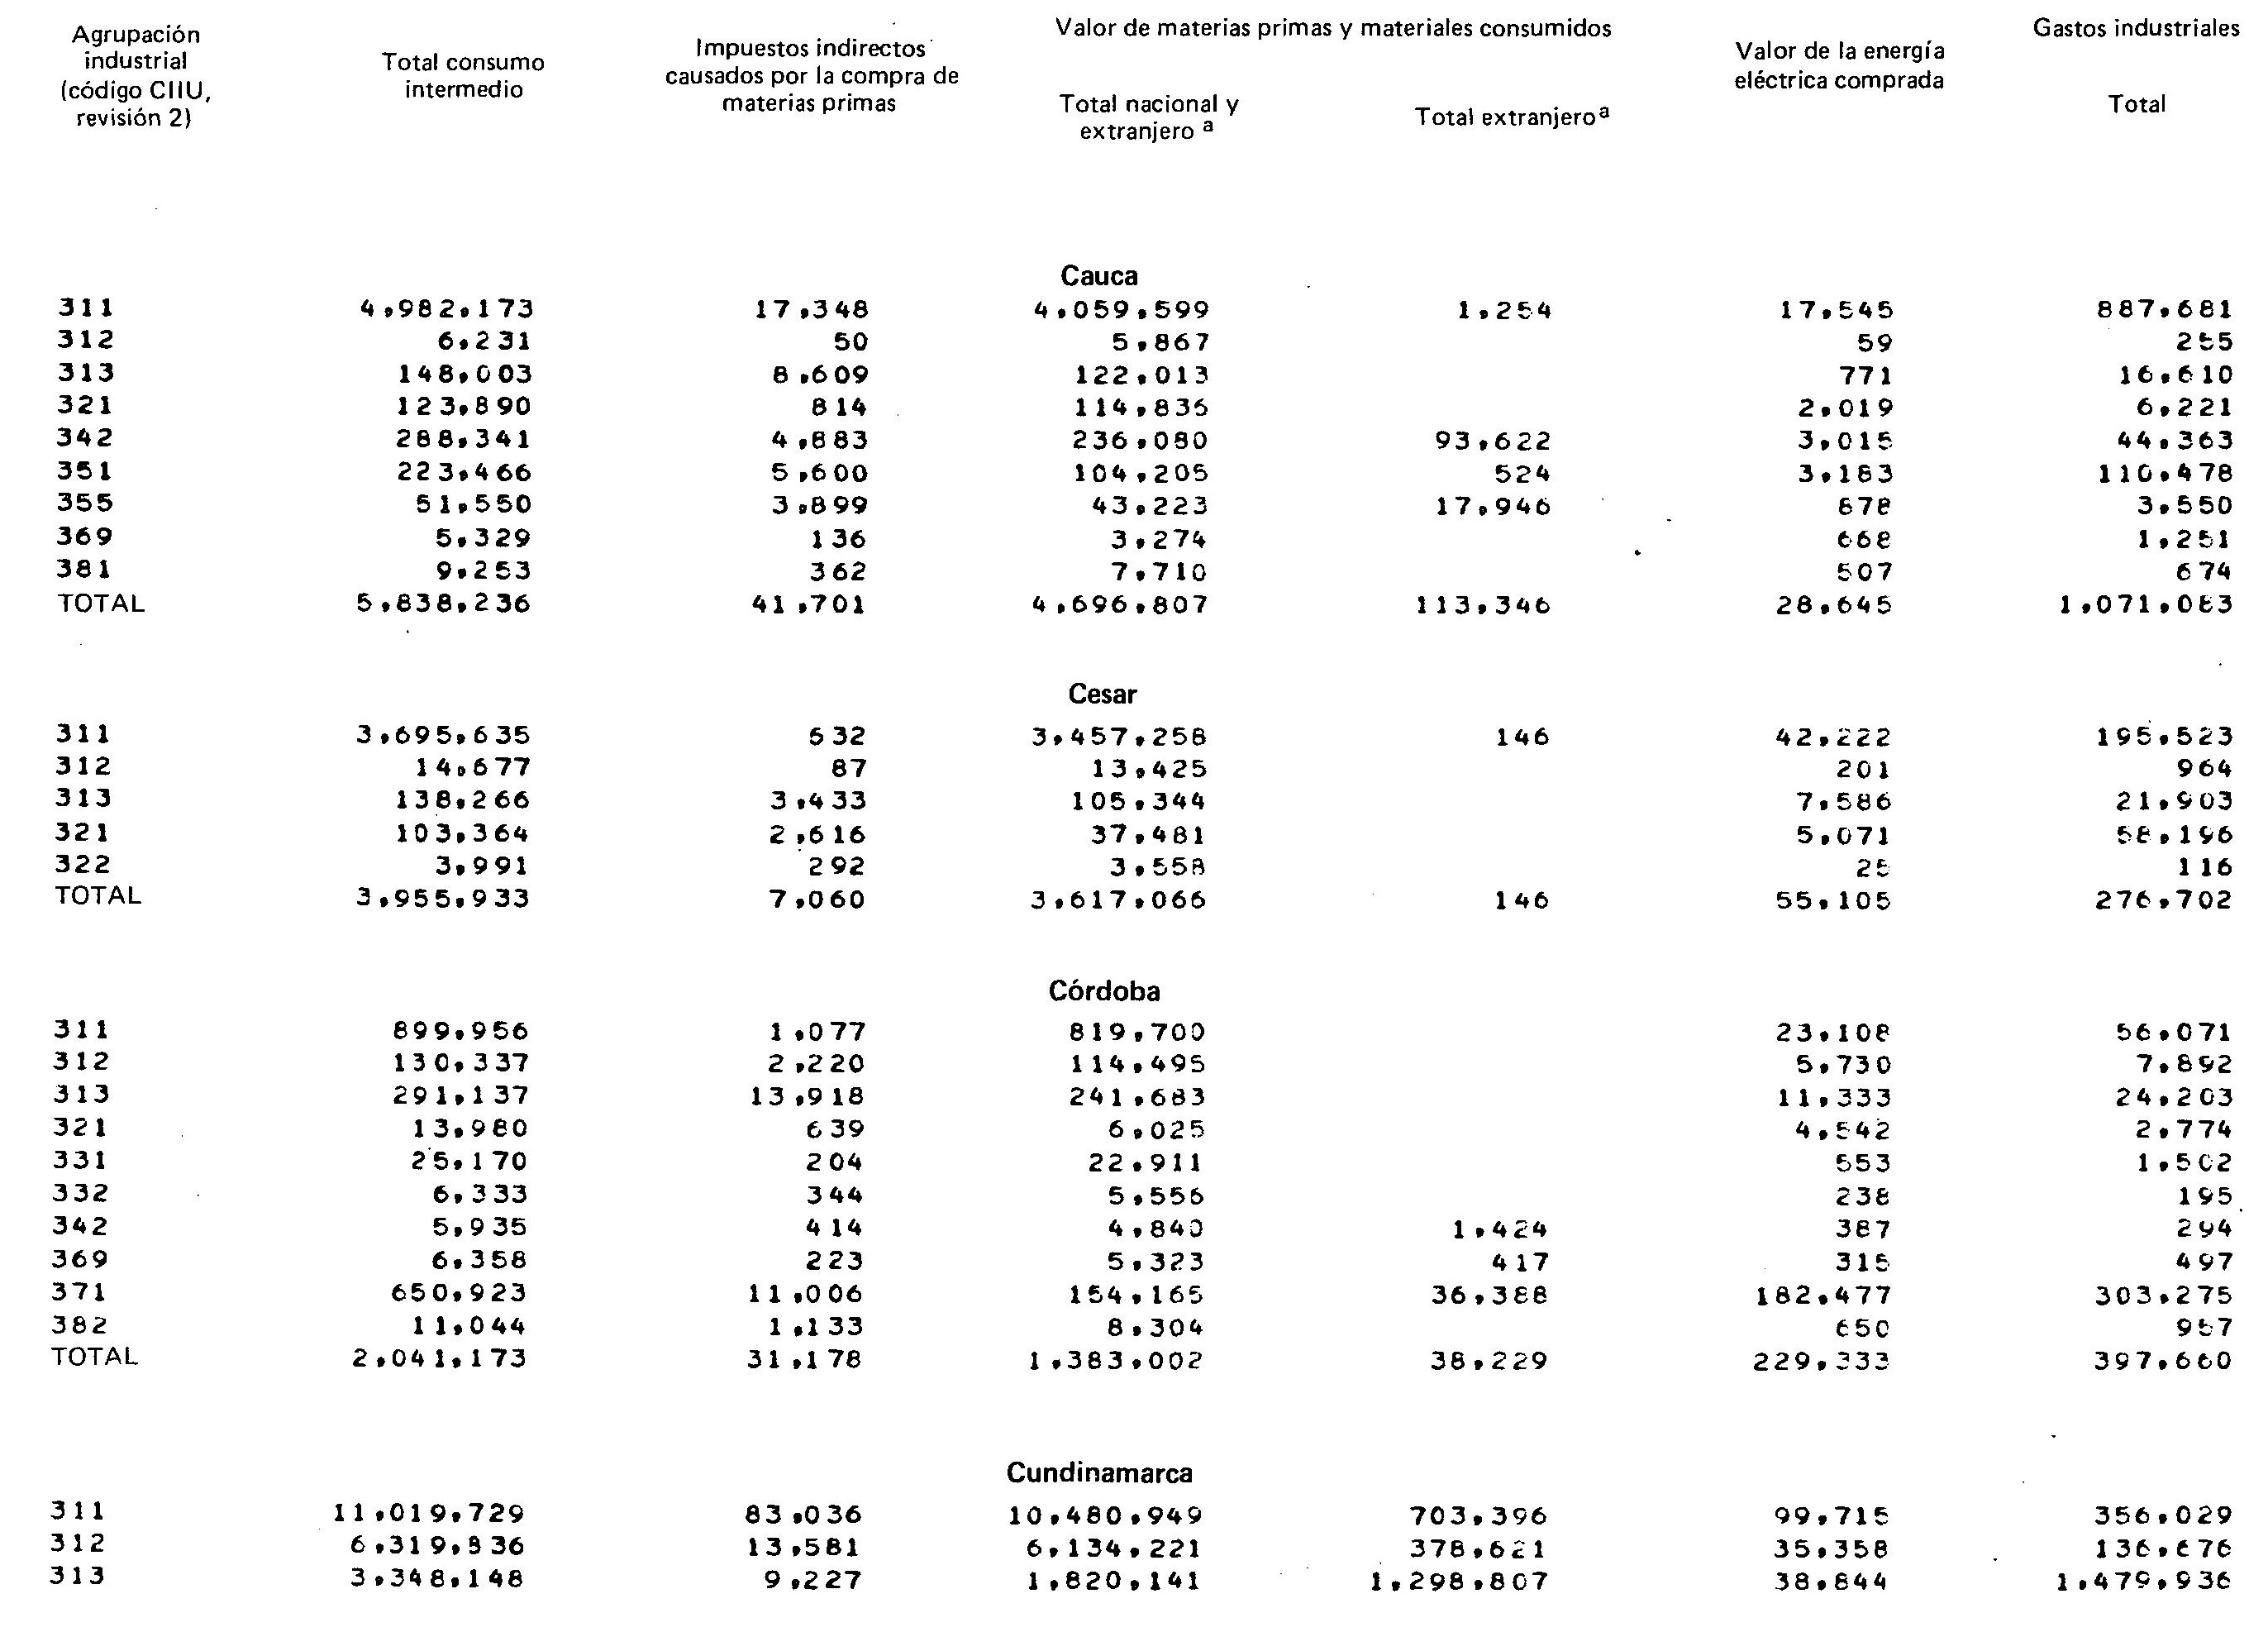 Agrupación industrial (código CIIU, revisión 2)
Total consumo intermedio
Impuestos indirectos causados por la compra de materias primas
Valor de materias primas y materiales consumidos
Total nacional y extranjero a
Total extranjero a
Valor de la energía eléctrica comprada
Gastos industriales
Total
Cauca
311 4,982,173 17,348 4,059,599 1,254 17,545 887,681
312 6,231 50 5,867 59 255
313 148,003 8,609 122,013 771 16,610
321 123,890 814 114,836 2,019 6,221
342 288,341 4,883 236,080 93,622 3,015 44,363
351 223,466 5,600 104,205 524 3,183 110,478
355 51,550 3,899 43,223 17,946 878 3,550
369 5,329 136 3,274 668 1,251
381 9,253 362 7,710 507 674
TOTAL 5,838,236 41,701 4,696,807 113,346 28,645 1,071,083
Cesar
311 3,695,635 632 3,457,258 146 42,222 195,523
312 14,677 87 13,425 201 964
313 138,266 3,433 105,344 7,586 21,903
321 103,364 2,616 37,481 5,071 58,196
322 3,991 292 3,558 25 116
TOTAL 3,955,933 7,060 3,617,066 146 55,105 276,702
Córdoba
311 899,956 1,077 819,700 23,108 56,071
312 130,337 2,220 114,495 5,730 7,892
313 291,137 13,918 241,683 11,333 24,203
321 13,980 639 6,025 4,542 2,774
331 25,170 204 22,911 553 1,502
332 6,333 344 5,556 238 195
342 5,935 414 4,840 1,424 387 294
369 6,358 223 5,323 417 315 497
371 650,923 11,006 154,165 36,388 182,477 303,275
382 11,044 1,133 8,304 650 957
TOTAL 2,041,173 31,178 1,383,002 38,229 229,333 397,660
Cundinamarca
311 11,019,729 83,036 10,480,949 703,396 99,715 356,029
312 6,319,836 13,581 6,134,221 378,621 35,358 136,676
313 3,348,148 9,227 1,820,141 1,298,807 38,844 1,479,936